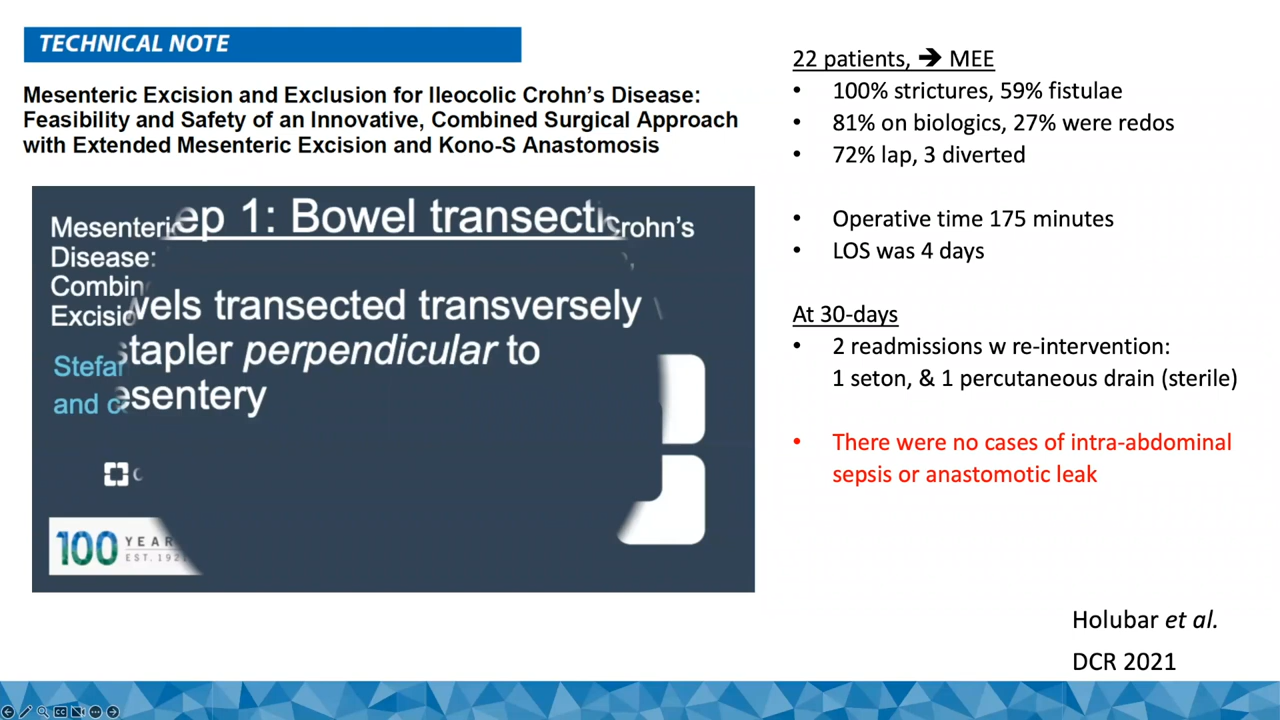 TECHNICAL NOTE
Mesenteric Excision and Exclusion for Ileocolic Crohn's Disease:
Feasibility and Safety of an Innovative, Combined Surgical Approach
with Extended Mesenteric Excision and Kono-S Anastomosis
ep 1: Bowel transecti
Mesenteri Crohn's
Disease:
Combin
Excisio
wels transected transversely
stapler perpendicular to
esentery
Stefan
and c
100 YEAR
EST. 1921
22 patients, ➔ MEE
• 100% strictures, 59% fistulae
• 81% on biologics, 27% were redos
• 72% lap, 3 diverted
• Operative time 175 minutes
• LOS was 4 days
At 30-days
• 2 readmissions w re-intervention:
1 seton, & 1 percutaneous drain (sterile)
• There were no cases of intra-abdominal
sepsis or anastomotic leak
Holubar et al.
DCR 2021